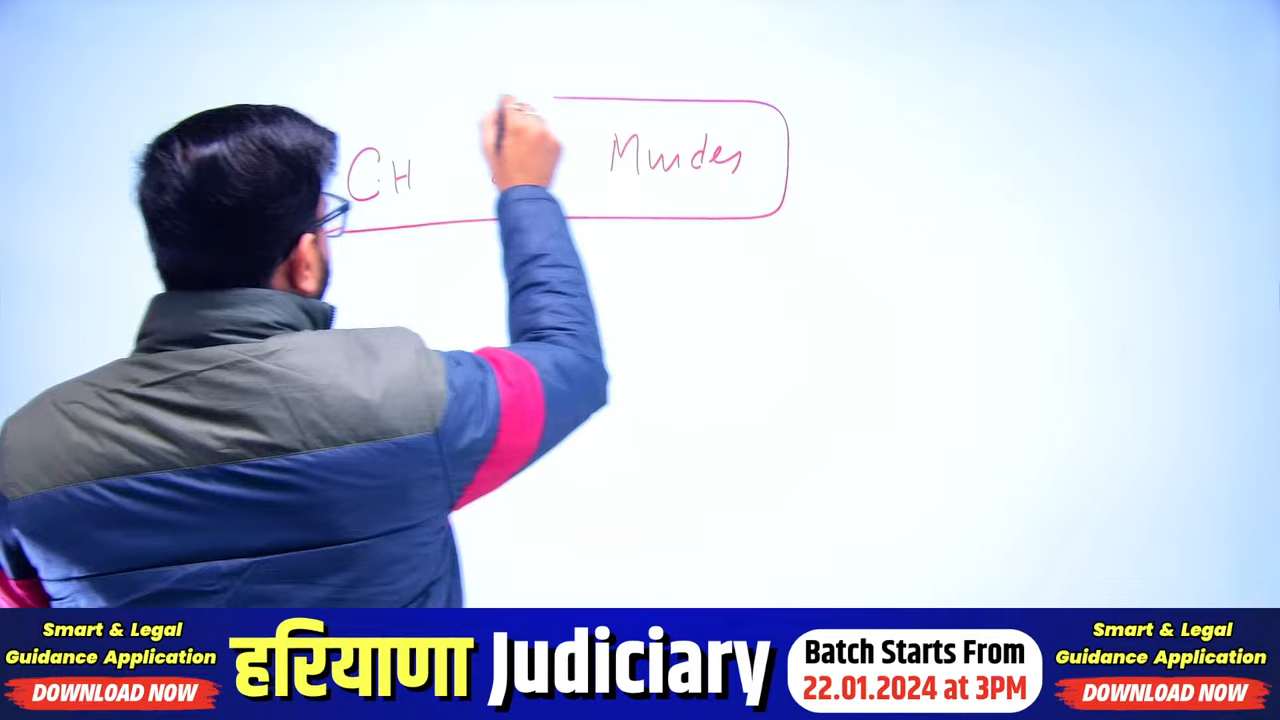 C.H Murder
Smart & Legal
Guidance Application
DOWNLOAD NOW
हरियाणा Judiciary
Batch Starts From
22.01.2024 at 3PM
Smart & Legal
Guidance Application
DOWNLOAD NOW